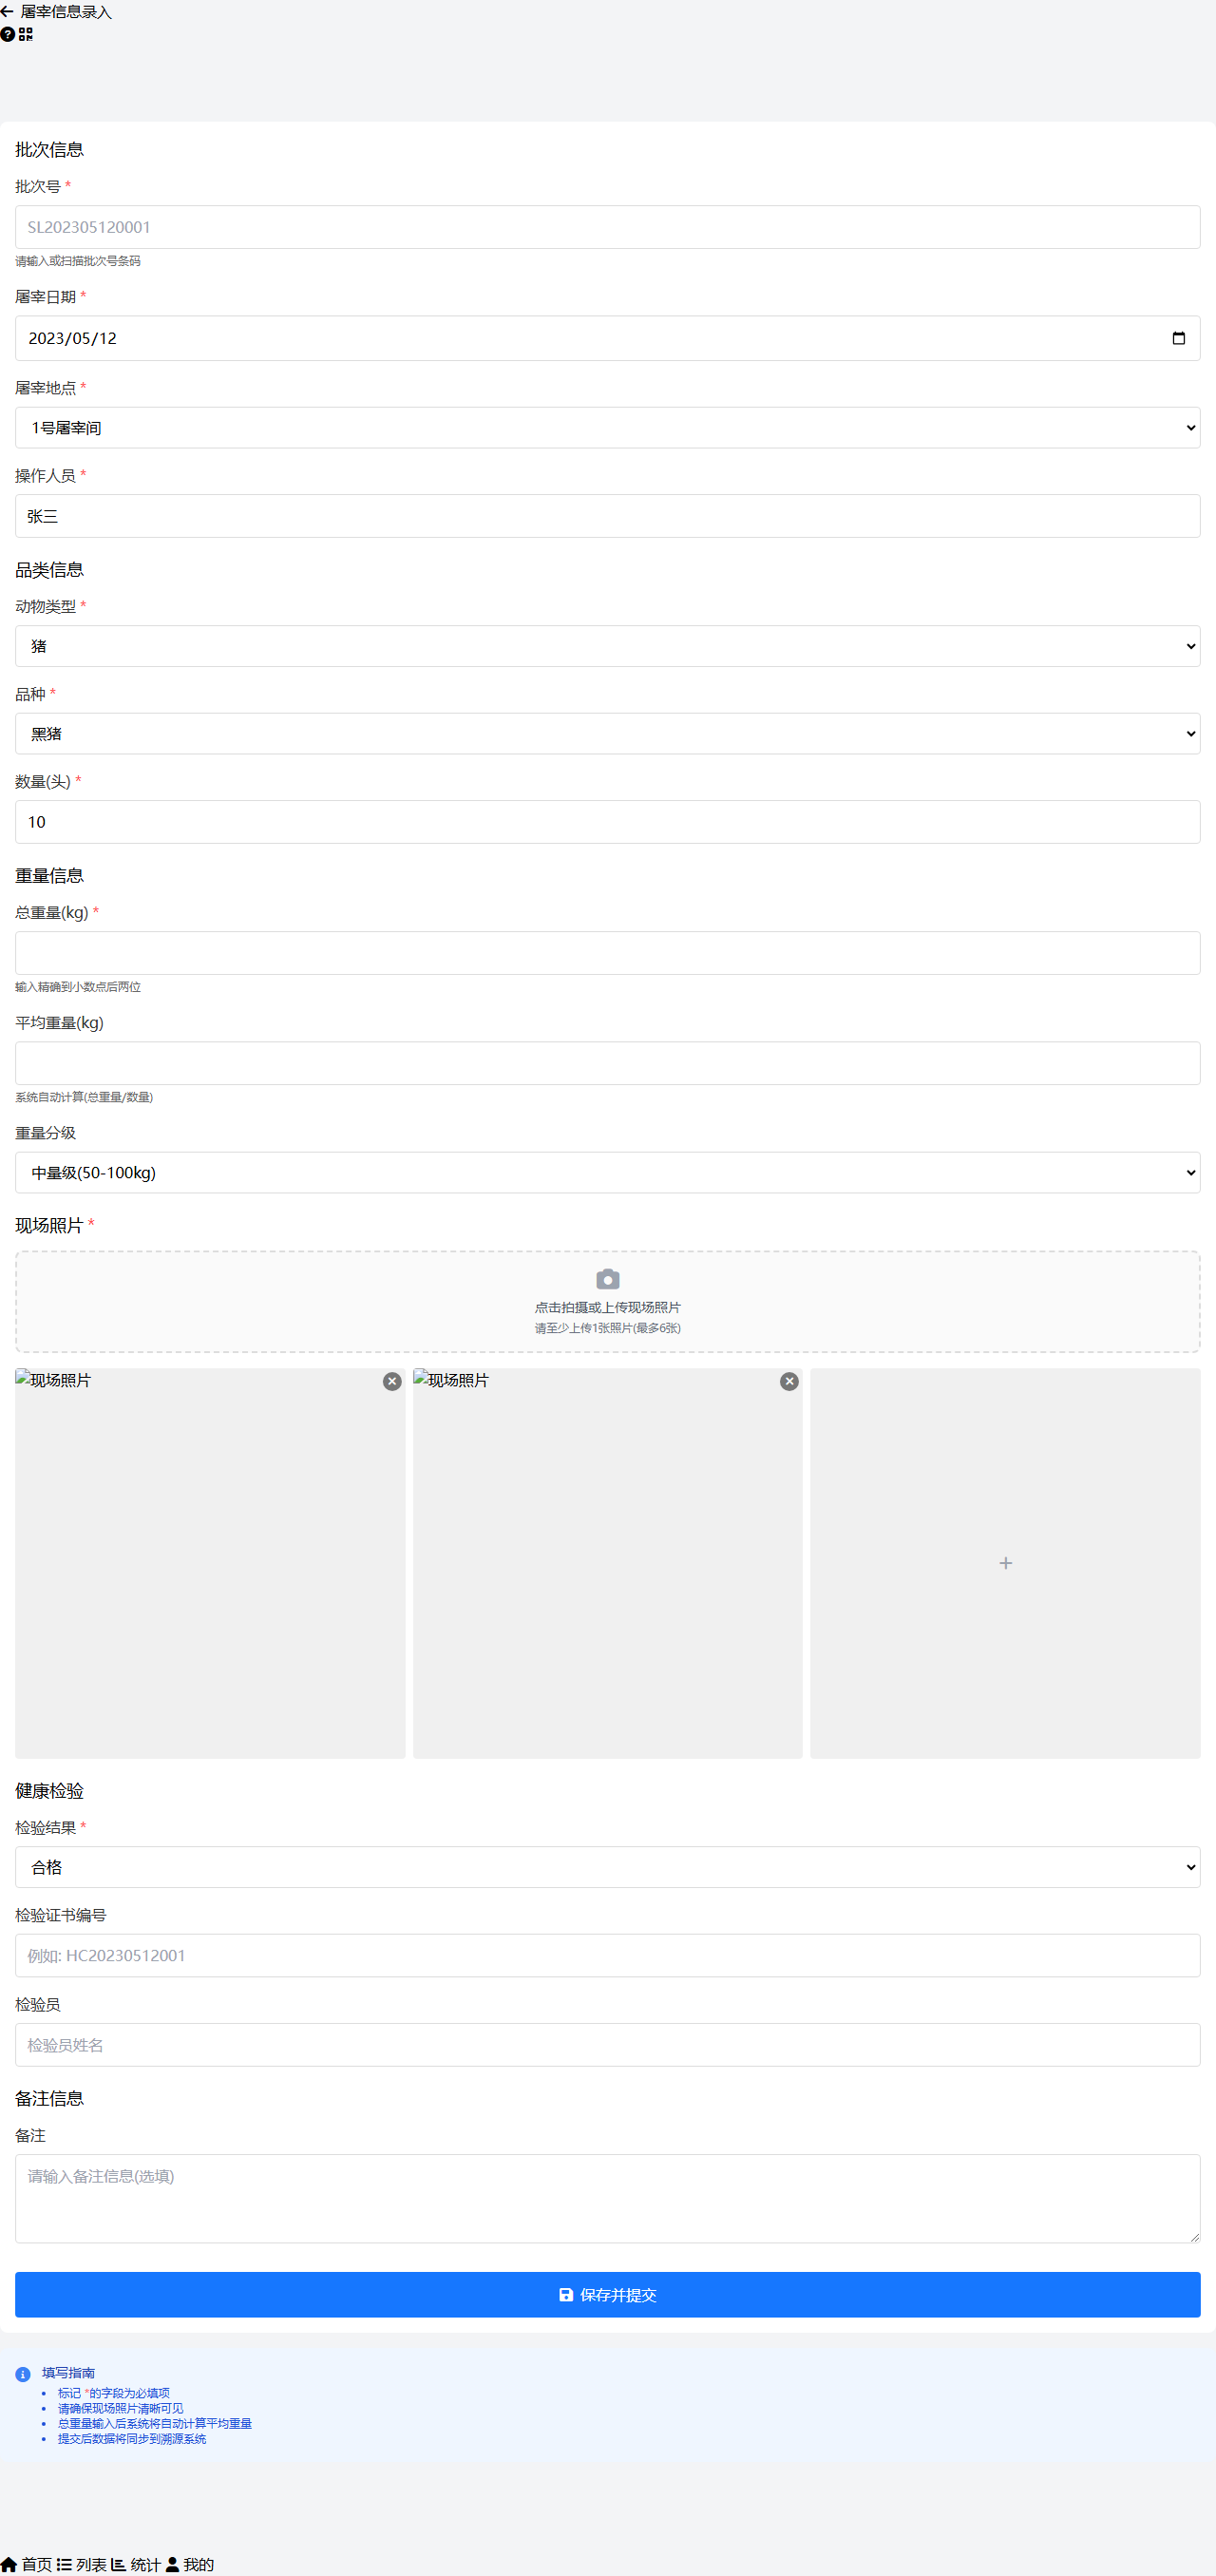 屠宰信息录入
批次信息
批次号 *
SL202305120001
请输入或扫描批次号条码
屠宰日期 *
2023/05/12
屠宰地点 *
1号屠宰间
操作人员 *
张三
品类信息
动物类型 *
猪
品种 *
黑猪
数量(头) *
10
重量信息
总重量(kg) *
输入精确到小数点后两位
平均重量(kg)
系统自动计算(总重量/数量)
重量分级
中量级(50-100kg)
现场照片 *
点击拍摄或上传现场照片
请至少上传1张照片(最多6张)
现场照片 现场照片
健康检验
检验结果 *
合格
检验证书编号
例如: HC20230512001
检验员
检验员姓名
备注信息
备注
请输入备注信息(选填)
保存并提交
填写指南
标记 *的字段为必填项
请确保现场照片清晰可见
总重量输入后系统将自动计算平均重量
提交后数据将同步到溯源系统
首页 列表 统计 我的